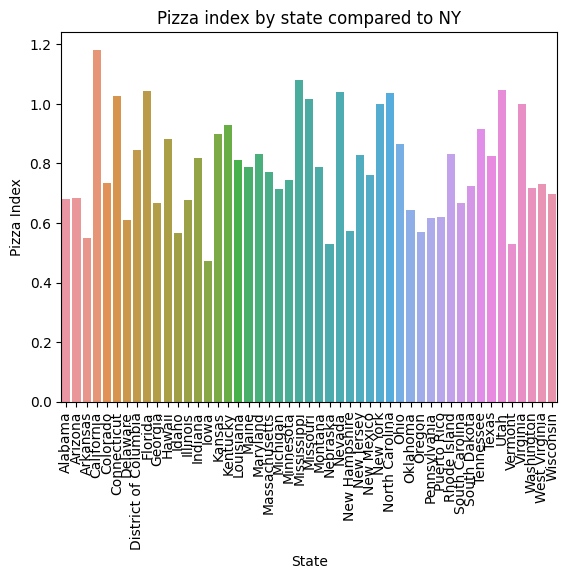 Pizza index by state compared to NY
Pizza Index
1.2
1.0
0.8
0.6
0.4
0.2
0.0
Alabama
Arizona
Arkansas
California
Colorado
Connecticut
Delaware
District of Columbia
Florida
Georgia
Hawaii
Idaho
Illinois
Indiana
Iowa
Kansas
Kentucky
Louisiana
Maine
Maryland
Massachusetts
Michigan
Minnesota
Mississippi
Missouri
Montana
Nebraska
Nevada
New Hampshire
New Jersey
New Mexico
New York
North Carolina
Ohio
Oklahoma
Oregon
Pennsylvania
Puerto Rico
Rhode Island
South Carolina
South Dakota
Tennessee
Texas
Utah
Vermont
Virginia
Washington
West Virginia
Wisconsin
State